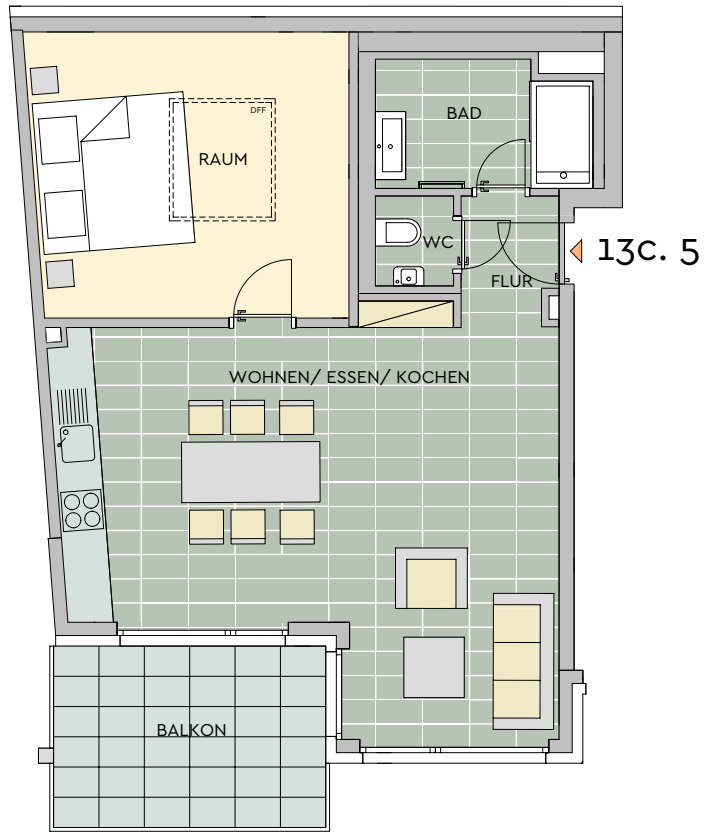 DFF
BAD
RAUM
WC
13c. 5
FLUR
WOHNEN/ ESSEN/ KOCHEN
BALKON